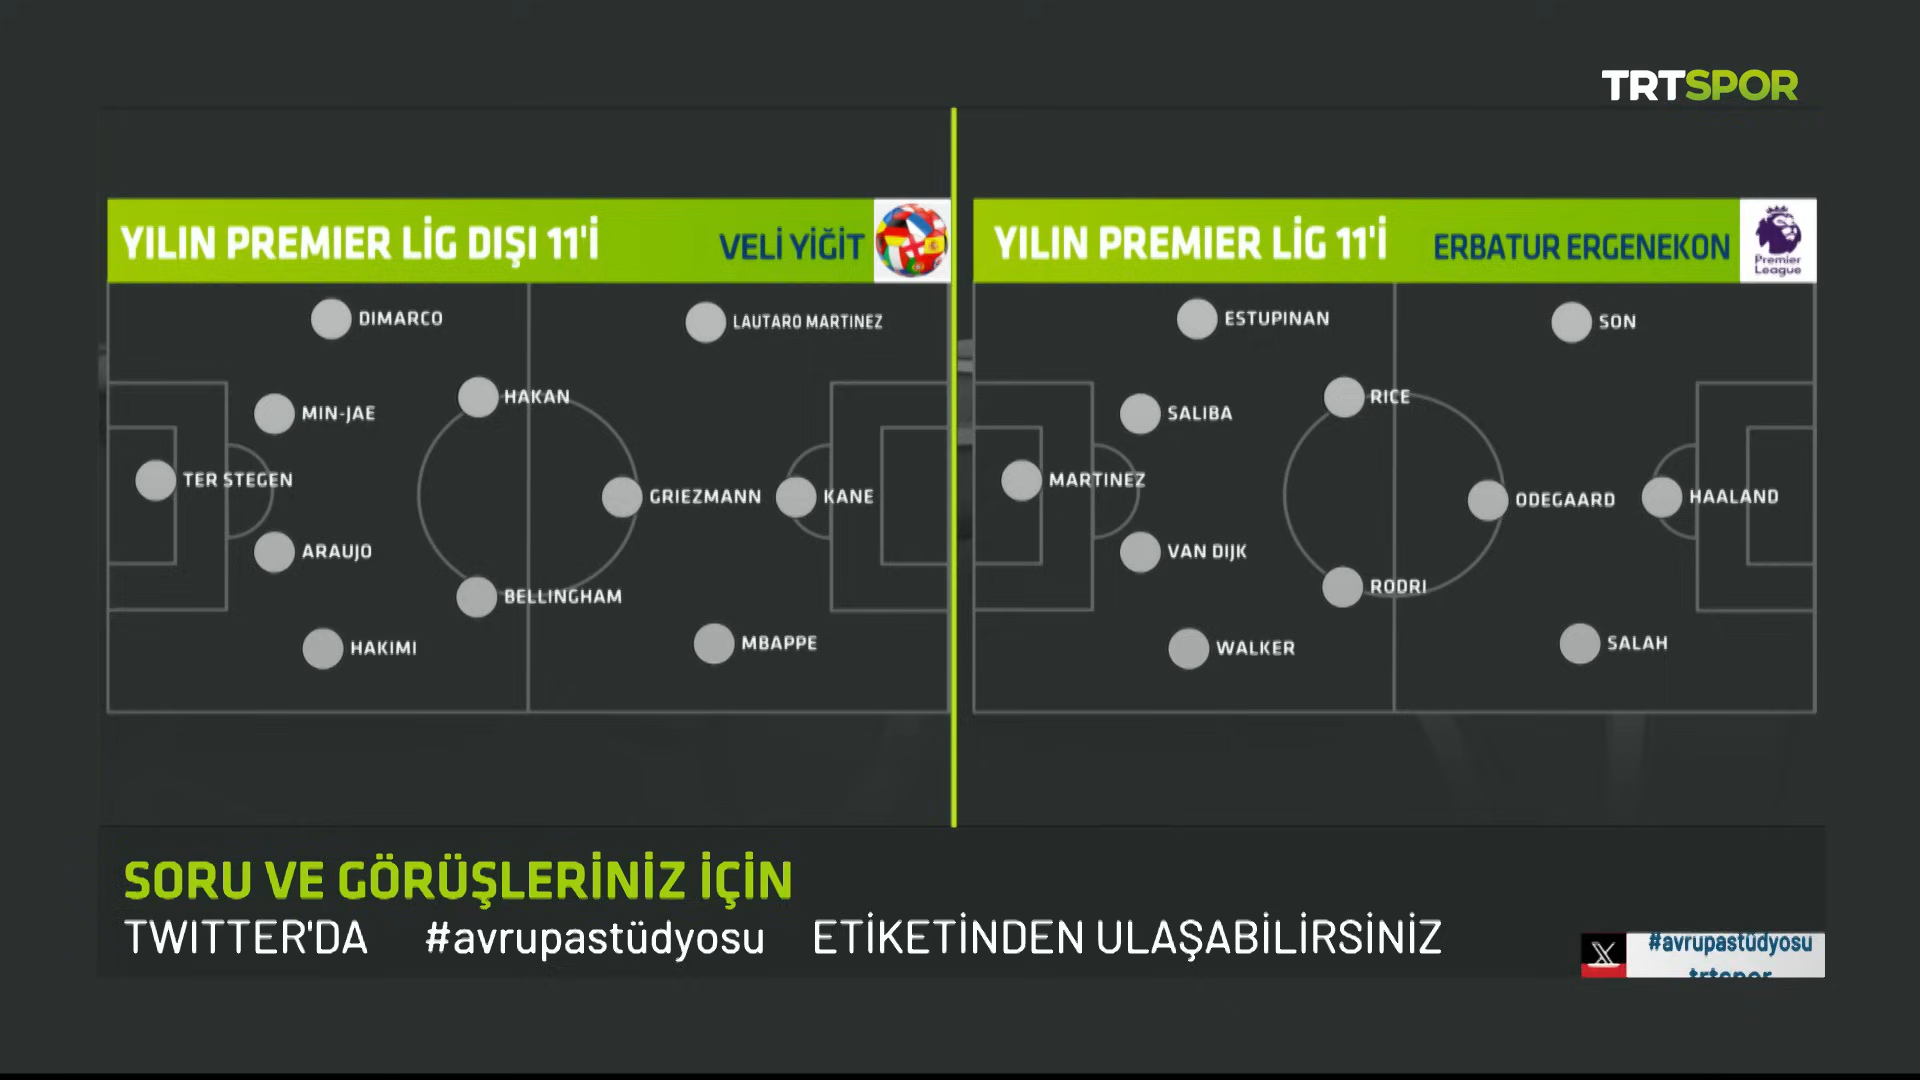 TRTSPOR
YILIN PREMIER LİG DIŞI 11'İ
VELİ YİĞİT
DIMARCO
LAUTARO MARTINEZ
HAKAN
MIN-JAE
TER STEGEN
GRIEZMANN
KANE
ARAUJO
BELLINGHAM
HAKIMI
MBAPPE
YILIN PREMIER LİG 11'İ
ERBATUR ERGENEKON
Premier
League
ESTUPINAN
SON
RICE
SALIBA
MARTINEZ
ODEGAARD
HAALAND
VAN DIJK
RODRI
WALKER
SALAH
SORU VE GÖRÜŞLERİNİZ İÇİN
TWITTER'DA #avrupastüdyosu ETİKETİNDEN ULAŞABİLİRSİNİZ
#avrupastüdyosu
trtspor